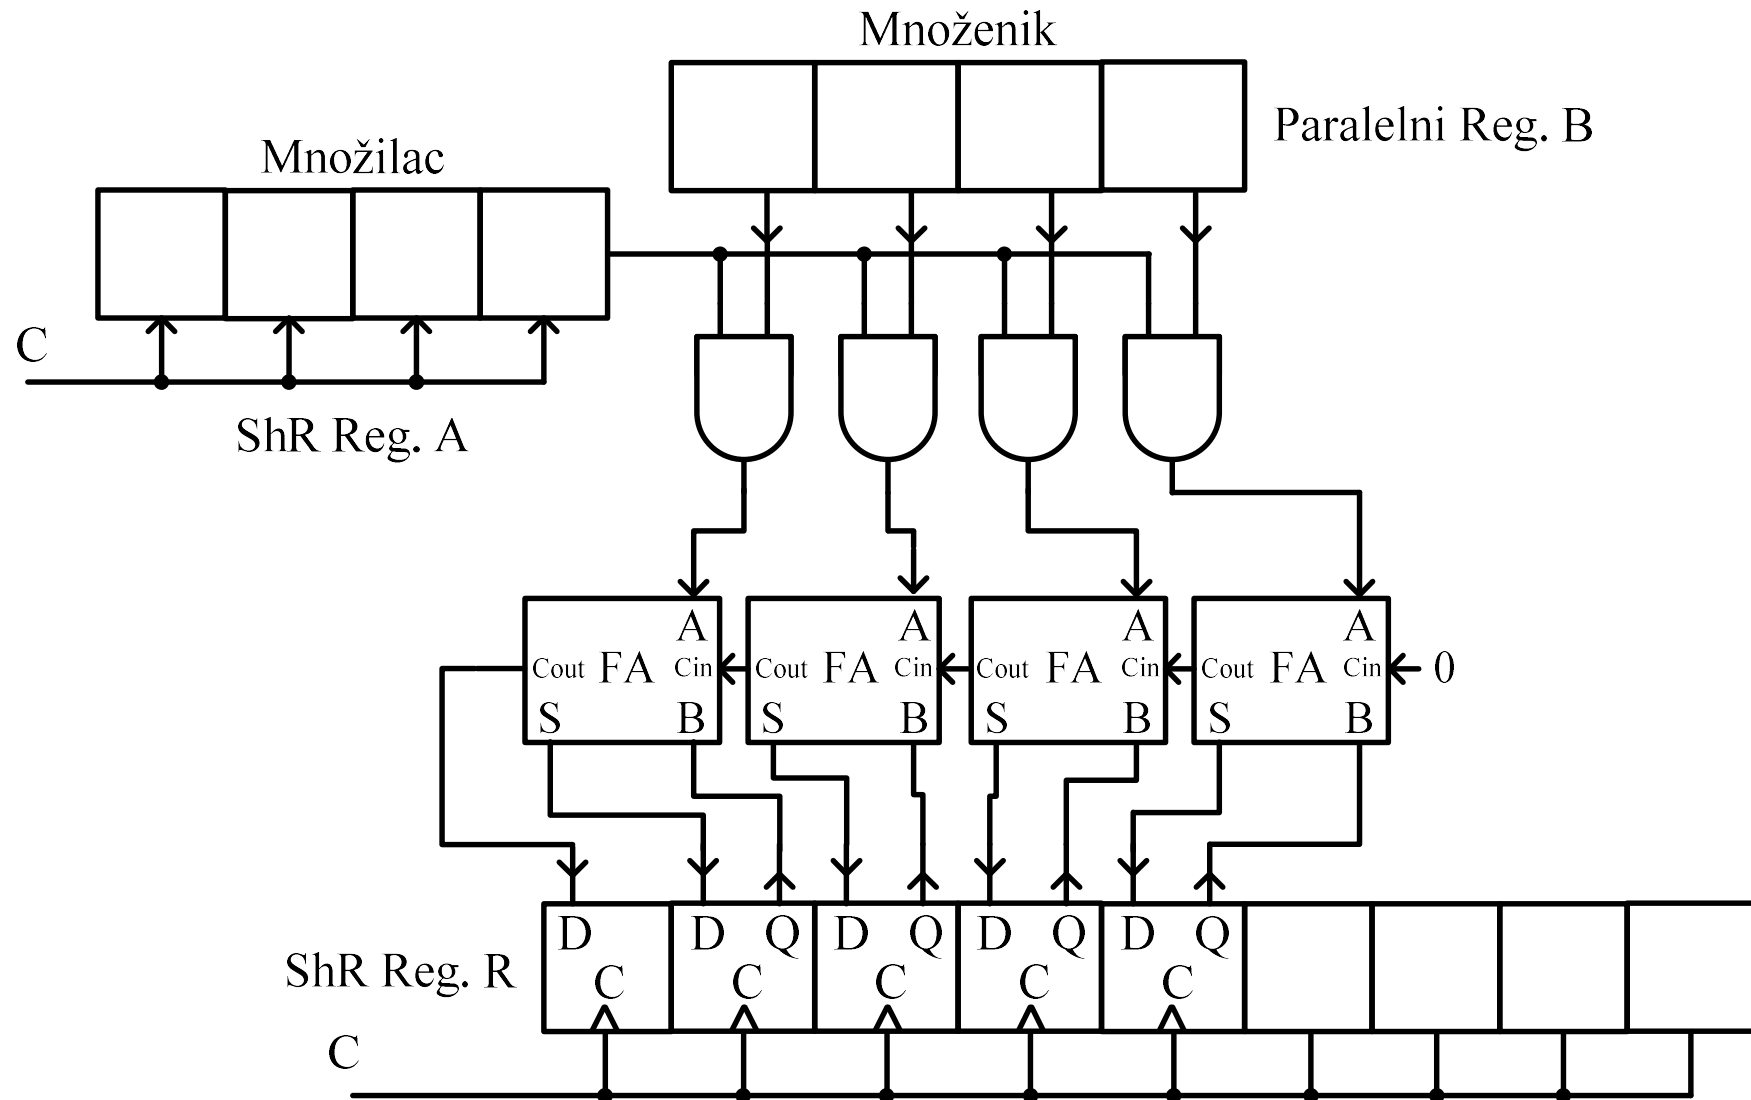 Množenik
Paralelni Reg. B
Množilac
C
ShR Reg. A
A A A A
Cout FA Cin Cout FA Cin Cout FA Cin Cout FA Cin 0
S B S B S B S B
D D Q D Q D Q D Q
ShR Reg. R
C C C C C
C